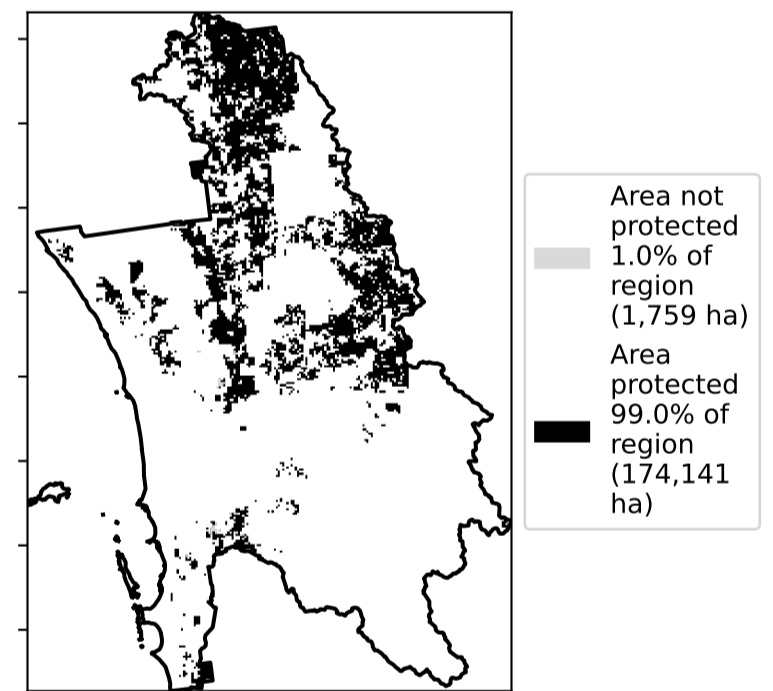 Area not
protected
1.0% of
region
(1,759 ha)
Area
protected
99.0% of
region
(174,141
ha)